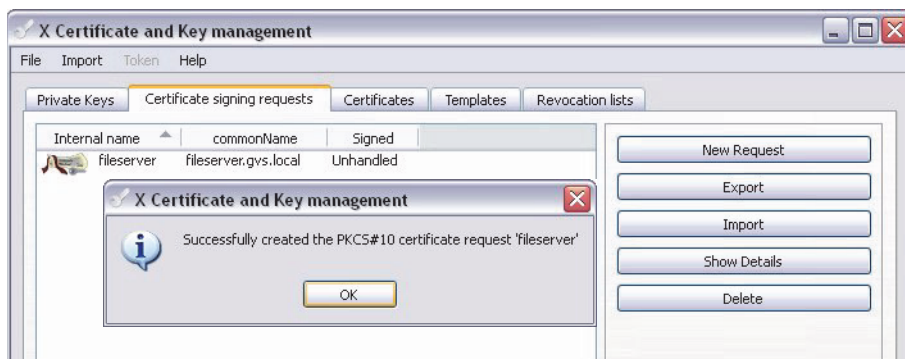 X Certificate and Key management
File Import Token Help
Private Keys Certificate signing requests Certificates Templates Revocation lists
Internal name commonName Signed
fileserver fileserver.gvs.local Unhandled
X Certificate and Key management
Successfully created the PKCS#10 certificate request 'fileserver'
OK
New Request
Export
Import
Show Details
Delete